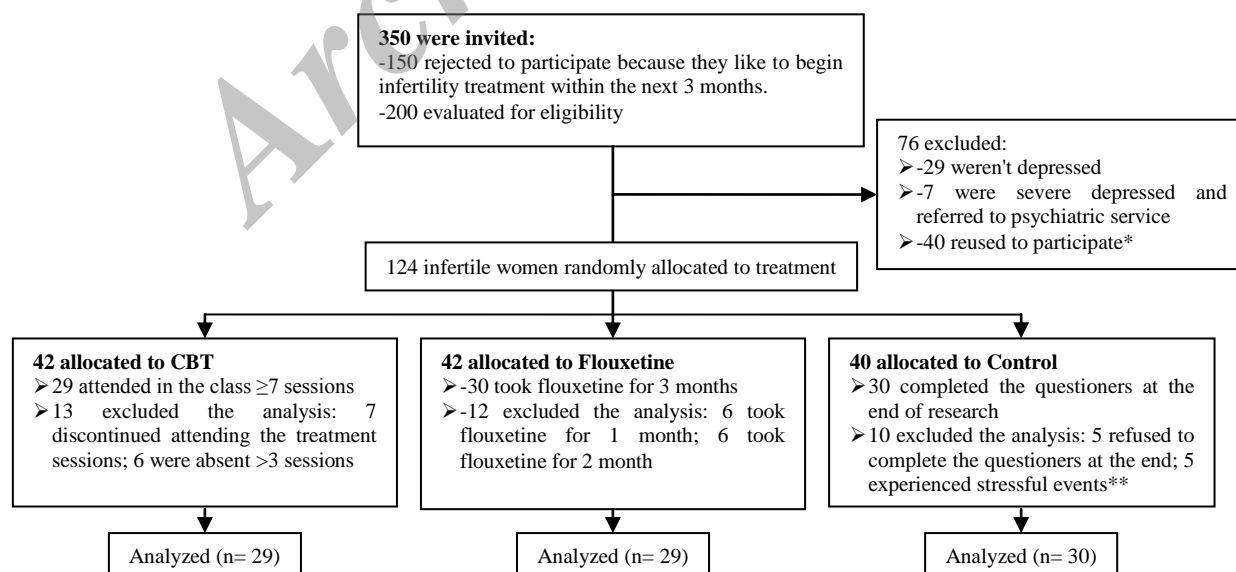 350 were invited:
-150 rejected to participate because they like to begin
infertility treatment within the next 3 months.
-200 evaluated for eligibility
76 excluded:
➢-29 weren't depressed
➢-7 were severe depressed and
referred to psychiatric service
➢-40 reused to participate*
124 infertile women randomly allocated to treatment
42 allocated to CBT
➢29 attended in the class ≥7 sessions
➢13 excluded the analysis: 7
discontinued attending the treatment
sessions; 6 were absent >3 sessions
42 allocated to Flouxetine
➢-30 took flouxetine for 3 months
➢-12 excluded the analysis: 6 took
flouxetine for 1 month; 6 took
flouxetine for 2 month
40 allocated to Control
➢30 completed the questioners at the
end of research
➢10 excluded the analysis: 5 refused to
complete the questioners at the end; 5
experienced stressful events**
Analyzed (n= 29)
Analyzed (n= 29)
Analyzed (n= 30)